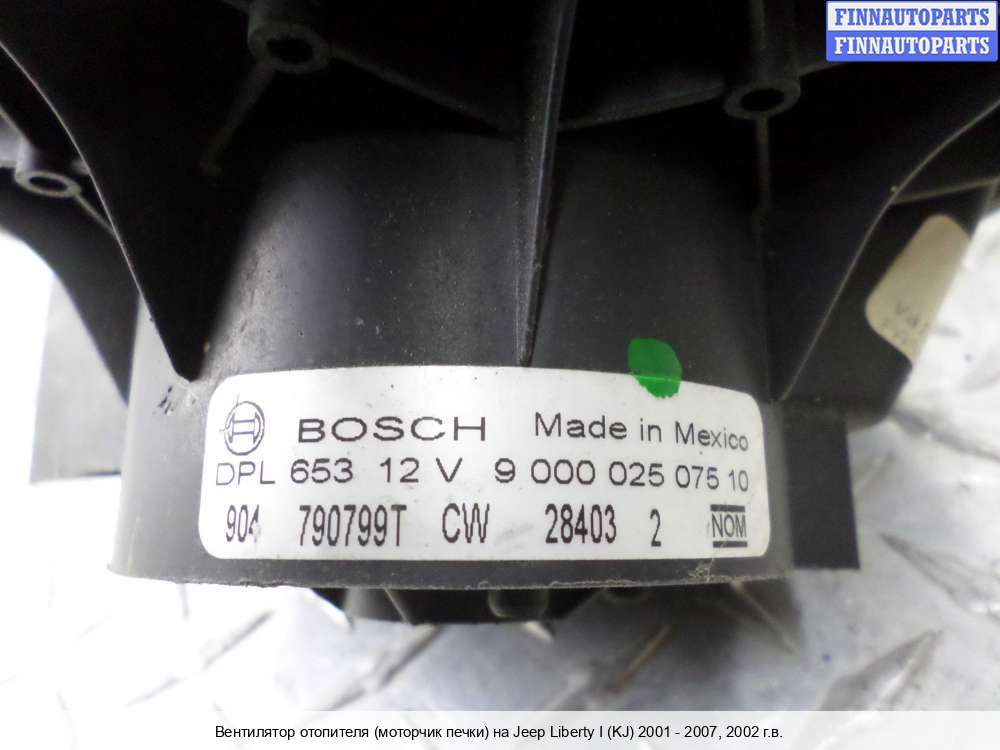 FINNAUTOPARTS
FINNAUTOPARTS
BOSCH Made in Mexico
DPL 653 12 V 9 000 025 075 10
904 790799T CW 28403 2 NOM
Вентилятор отопителя (моторчик печки) на Jeep Liberty I (KJ) 2001 - 2007, 2002 г.в.